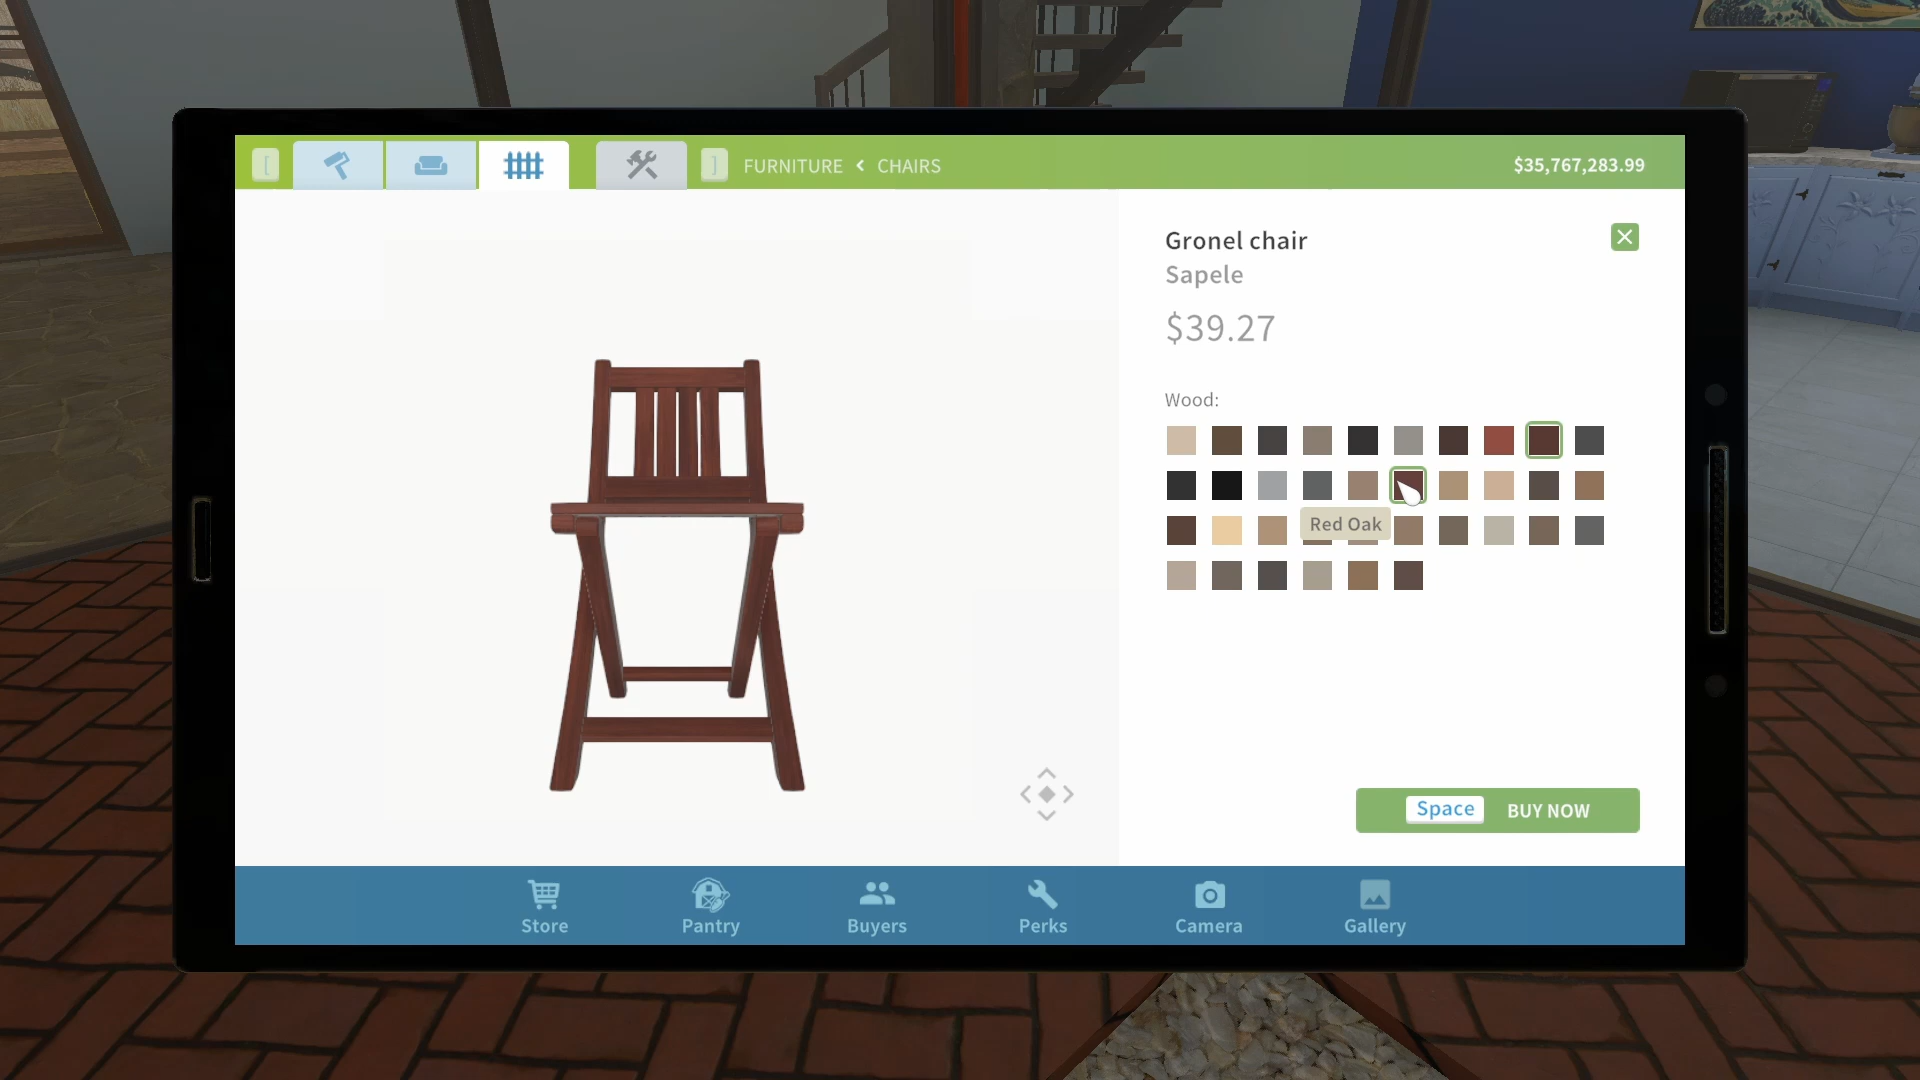 [
]
FURNITURE < CHAIRS
$35,767,283.99
Gronel chair
Sapele
$39.27
Wood:
Red Oak
Space BUY NOW
Store
Pantry
Buyers
Perks
Camera
Gallery